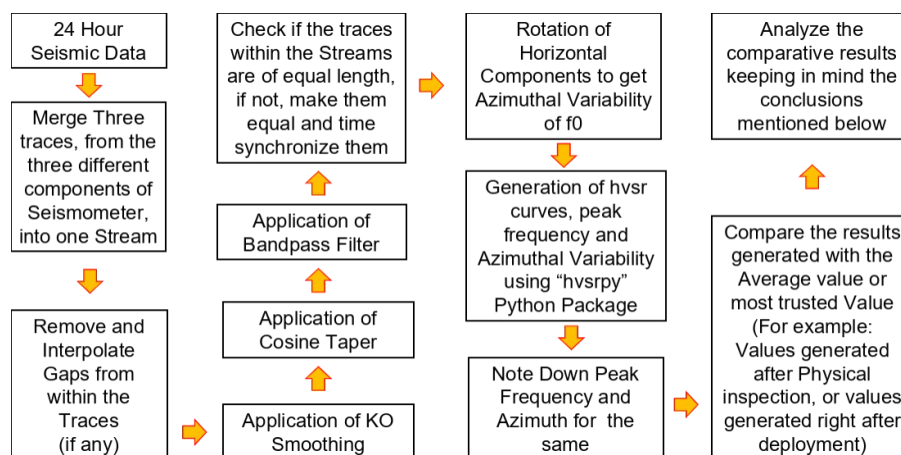 24 Hour
Seismic Data
Merge Three
traces, from the
three different
components of
Seismometer,
into one Stream
Remove and
Interpolate
Gaps from
within the
Traces
(if any)
Application of KO
Smoothing
Application of
Cosine Taper
Application of
Bandpass Filter
Check if the traces
within the Streams
are of equal length,
if not, make them
equal and time
synchronize them
Rotation of
Horizontal
Components to get
Azimuthal Variability
of f0
Generation of hvsr
curves, peak
frequency and
Azimuthal Variability
using “hvsrpy”
Python Package
Note Down Peak
Frequency and
Azimuth for the
same
Compare the results
generated with the
Average value or
most trusted Value
(For example:
Values generated
after Physical
inspection, or values
generated right after
deployment)
Analyze the
comparative results
keeping in mind the
conclusions
mentioned below